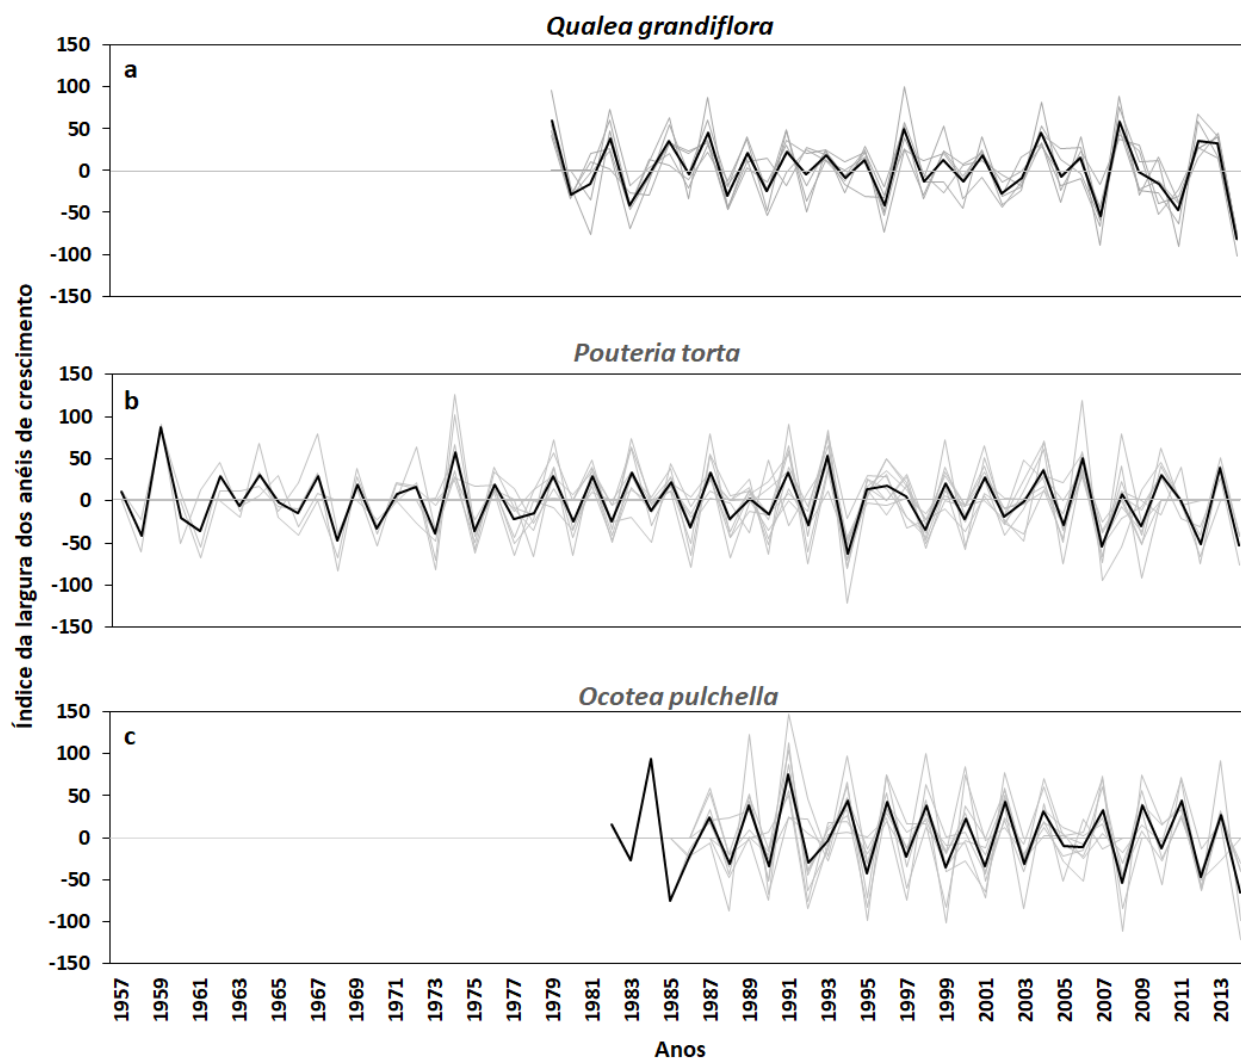 Qualea grandiflora
a
150
100
50
0
-50
-100
-150
Pouteria torta
b
150
100
50
0
-50
-100
-150
Ocotea pulchella
c
150
100
50
0
-50
-100
-150
Índice da largura dos anéis de crescimento
1957 1959 1961 1963 1965 1967 1969 1971 1973 1975 1977 1979 1981 1983 1985 1987 1989 1991 1993 1995 1997 1999 2001 2003 2005 2007 2009 2011 2013
Anos